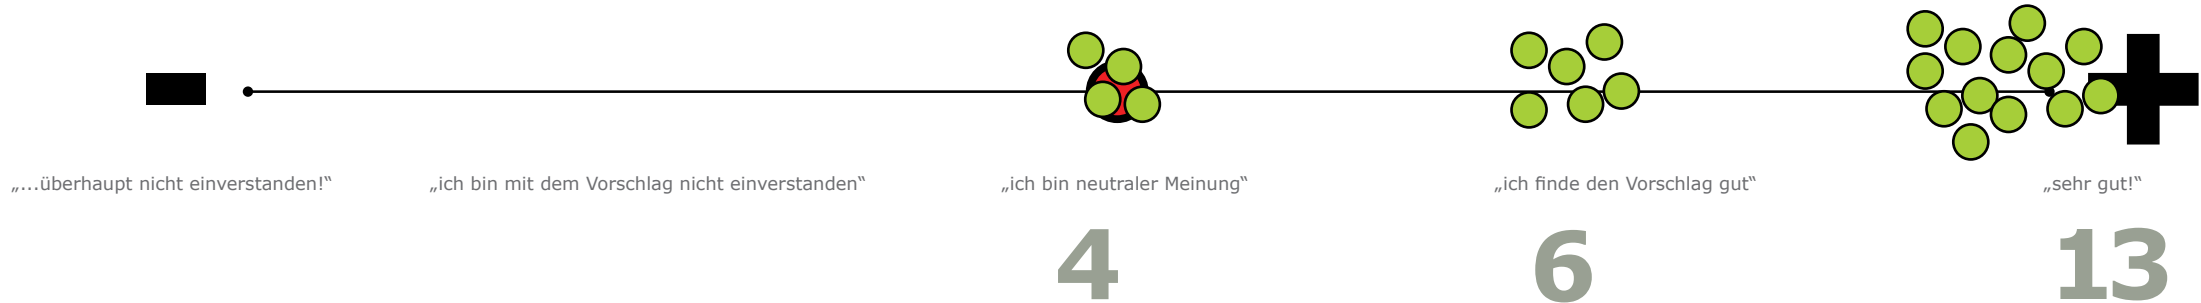 „...überhaupt nicht einverstanden!“
„ich bin mit dem Vorschlag nicht einverstanden“
„ich bin neutraler Meinung“
„ich finde den Vorschlag gut“
„sehr gut!“
4
6
13